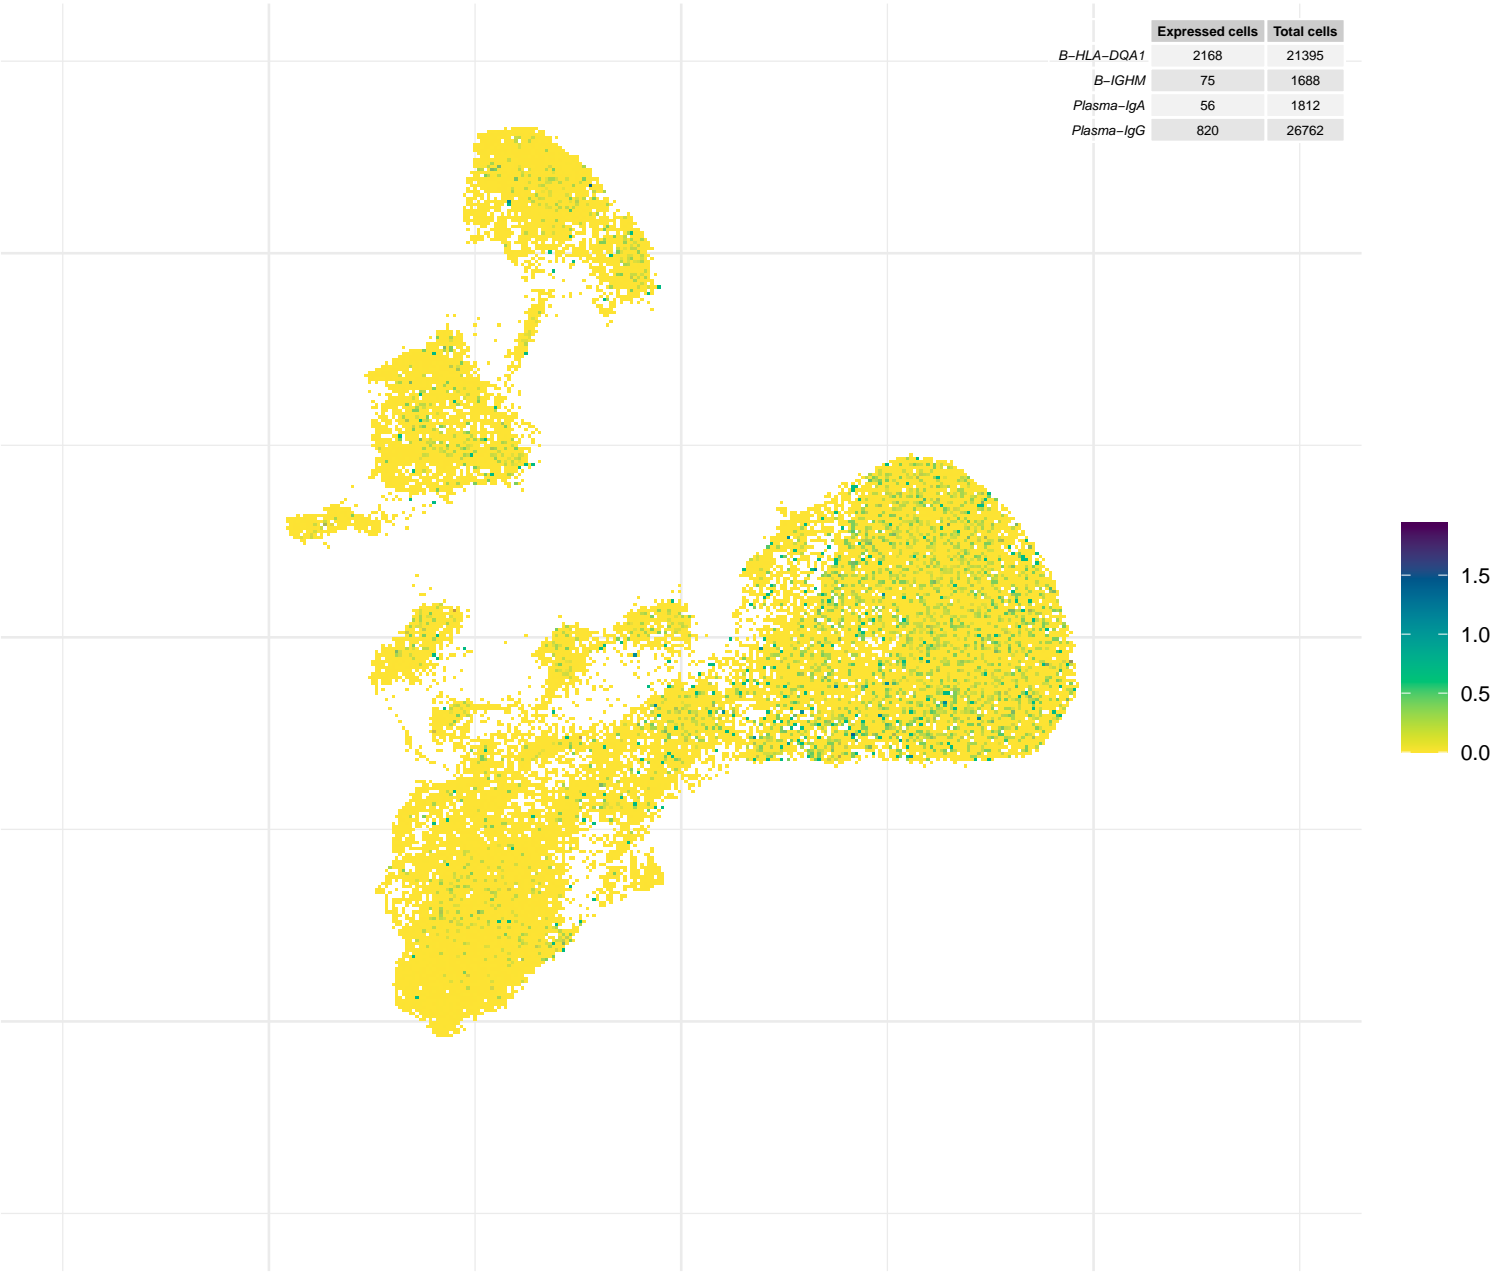 Expressed cells Total cells
B−HLA−DQA1 2168 21395
B−IGHM 75 1688
Plasma−IgA 56 1812
Plasma−IgG 820 26762
1.5
1.0
0.5
0.0